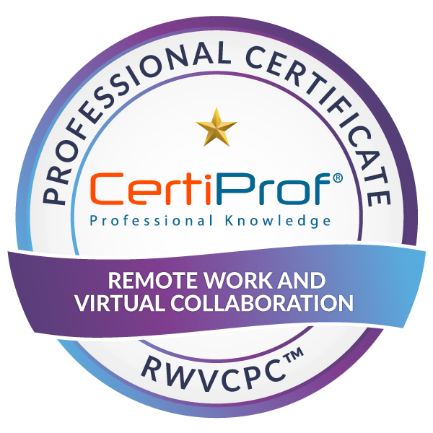 PROFESSIONAL CERTIFICATE
CertiProf®
Professional Knowledge
REMOTE WORK AND
VIRTUAL COLLABORATION
RWVCPC™